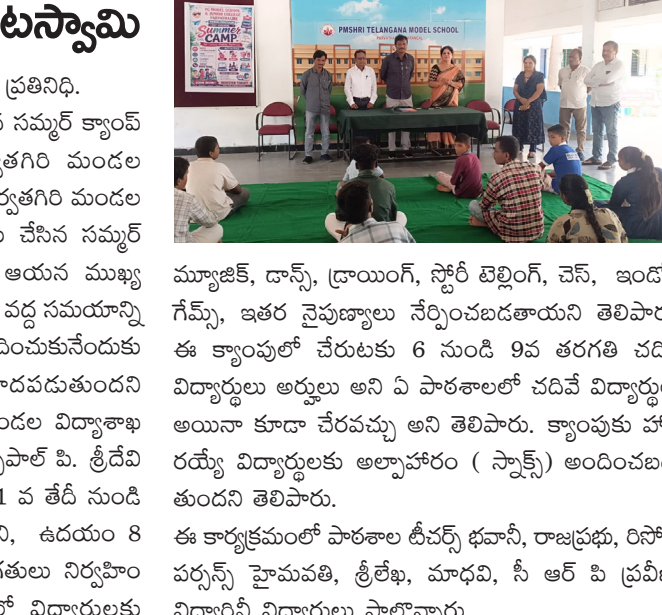 టస్వామి
ప్రతినిధి.
సమ్మర్ క్యాంప్
తగిరి మండల
ర్వతగిరి మండల
చేసిన సమ్మర్
ఆయన ముఖ్య
వద్ద సమయాన్ని
దించుకునేందుకు
దపడుతుందని
డల విద్యాశాఖ
పాల్ పి. శ్రీదేవి
1 వ తేదీ నుండి
ని, ఉదయం 8
గతులు నిర్వహిం
విద్యార్థులకు
SUMMER CAMP
PMSHRI TELANGANA MODEL SCHOOL
మ్యూజిక్, డాన్స్, డ్రాయింగ్, స్టోరీ టెల్లింగ్, చెస్, ఇండో
గేమ్స్, ఇతర నైపుణ్యాలు నేర్పించబడతాయని తెలిపార
ఈ క్యాంపులో చేరుటకు 6 నుండి 9వ తరగతి చది
విద్యార్థులు అర్హులు అని ఏ పాఠశాలలో చదివే విద్యార్థు
అయినా కూడా చేరవచ్చు అని తెలిపారు. క్యాంపుకు హా
రయ్యే విద్యార్థులకు అల్పాహారం ( స్నాక్స్) అందించబ
తుందని తెలిపారు.
ఈ కార్యక్రమంలో పాఠశాల టీచర్స్ భవానీ, రాజప్రభు, రిసో
పర్సన్స్ హైమవతి, శ్రీలేఖ, మాధవి, సీ ఆర్ పి ప్రవీణ
విద్యార్థినీ విద్యార్థులు పాల్గొన్నారు.